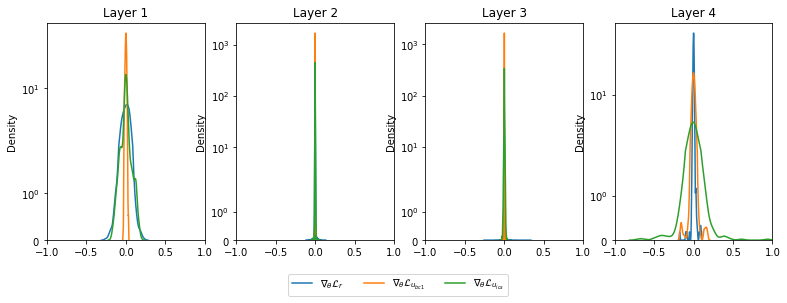 Layer 1 Layer 2 Layer 3 Layer 4
Density Density Density Density
10¹ 10⁰ 0
10³ 10² 10¹ 10⁰ 0
10³ 10² 10¹ 10⁰ 0
10¹ 10⁰ 0
−1.0 −0.5 0.0 0.5 1.0 −1.0 −0.5 0.0 0.5 1.0 −1.0 −0.5 0.0 0.5 1.0 −1.0 −0.5 0.0 0.5 1.0
∇θℒr ∇θℒu_bc1 ∇θℒu_ics